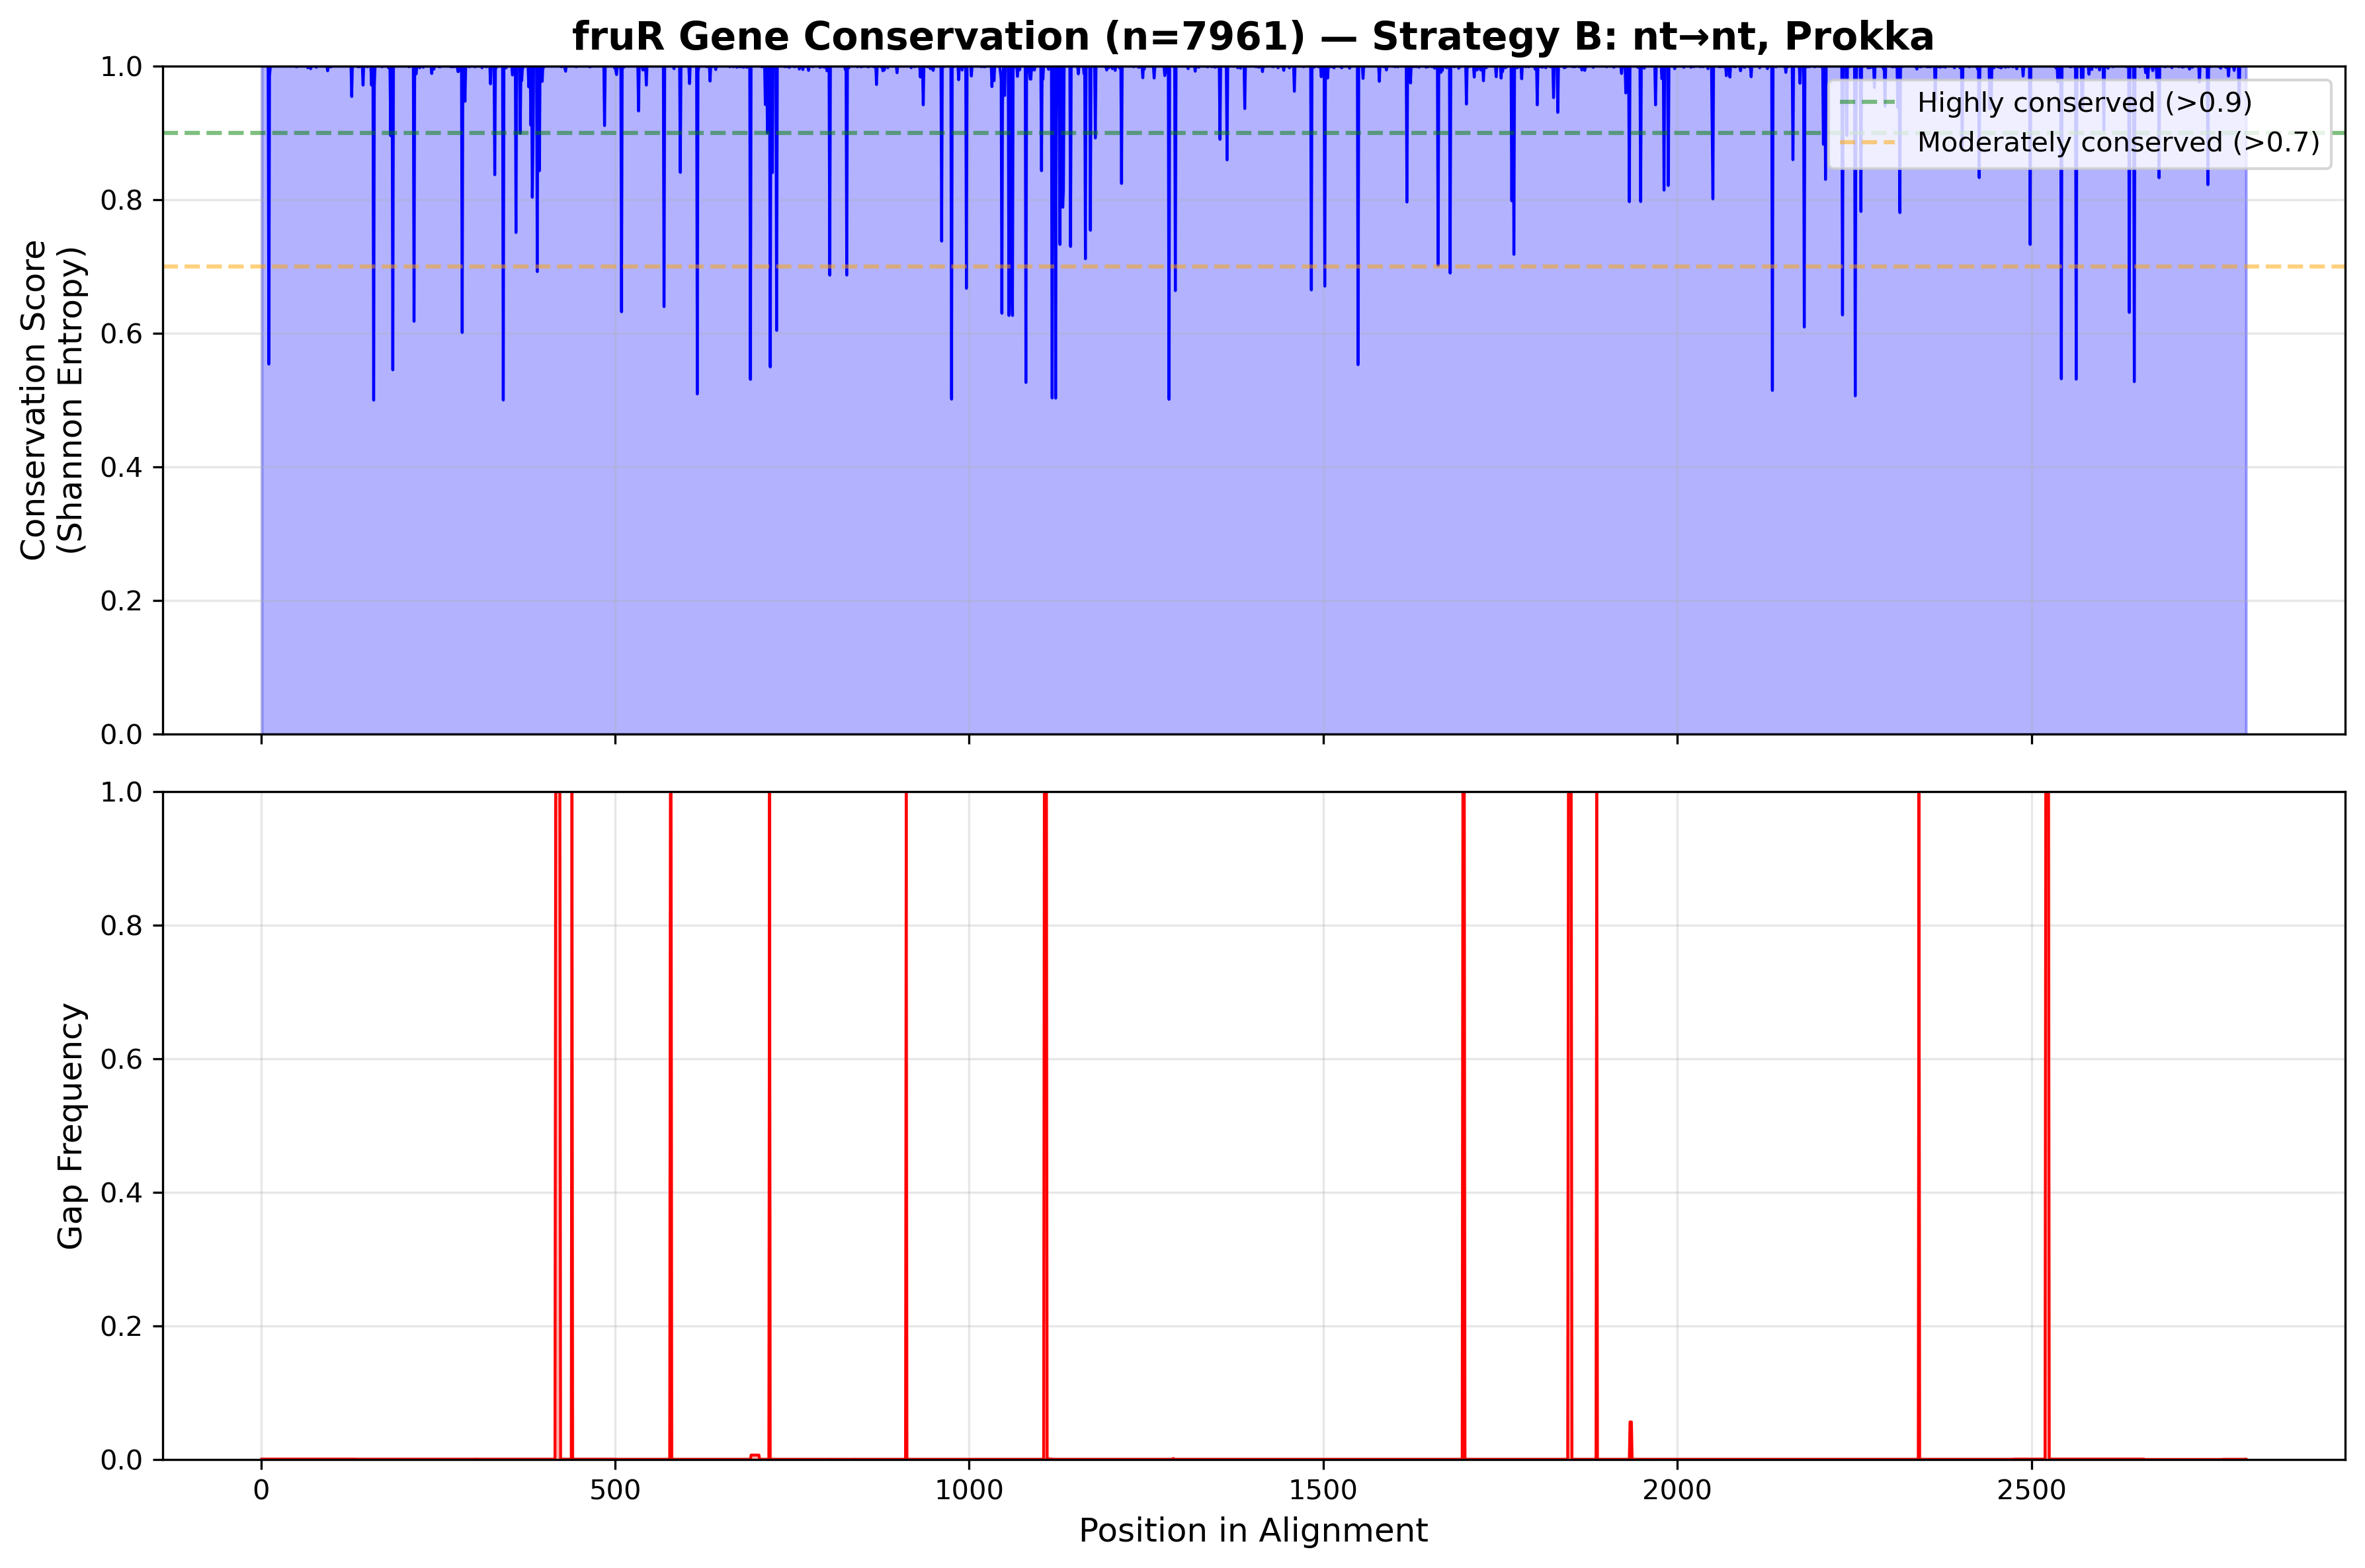 fruR Gene Conservation (n=7961) — Strategy B: nt→nt, Prokka
Conservation Score
(Shannon Entropy)
1.0
0.8
0.6
0.4
0.2
0.0
Highly conserved (>0.9)
Moderately conserved (>0.7)
Gap Frequency
1.0
0.8
0.6
0.4
0.2
0.0
0 500 1000 1500 2000 2500
Position in Alignment